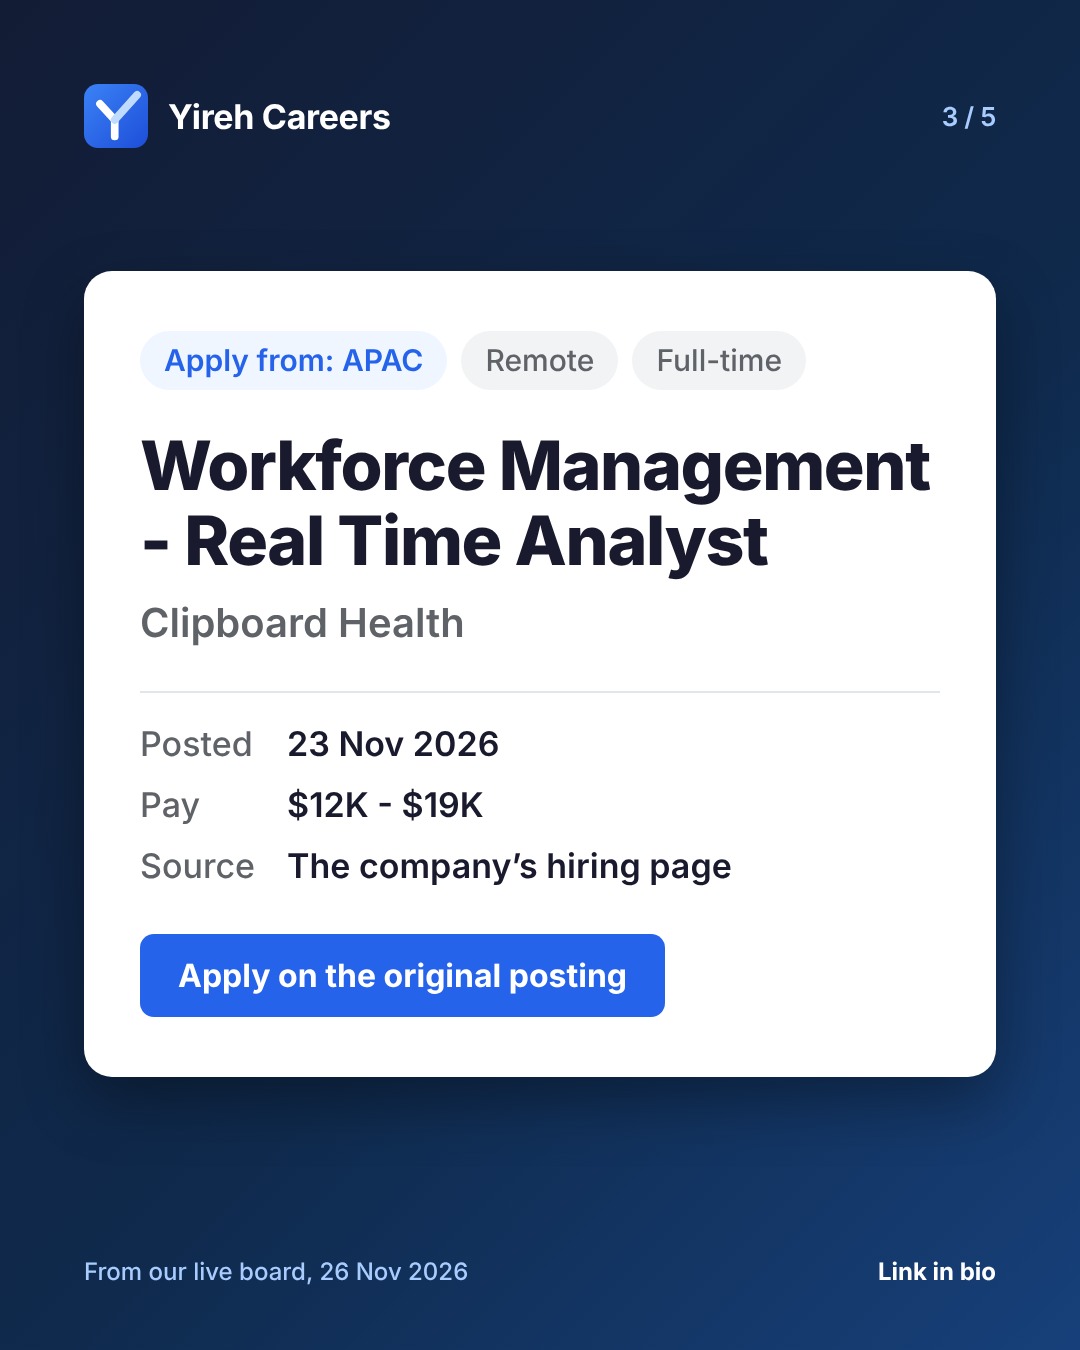 Yireh Careers
3 / 5
Apply from: APAC
Remote
Full-time
Workforce Management
- Real Time Analyst
Clipboard Health
Posted 23 Nov 2026
Pay $12K - $19K
Source The company’s hiring page
Apply on the original posting
From our live board, 26 Nov 2026
Link in bio